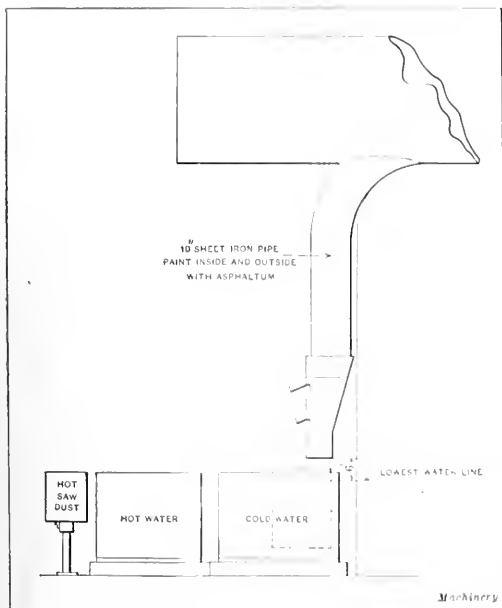 10" SHEET IRON PIPE
PAINT INSIDE AND OUTSIDE
WITH ASPHALTUM
LOWEST WATER LINE
HOT
SAW
DUST
HOT WATER
COLD WATER
Machinery